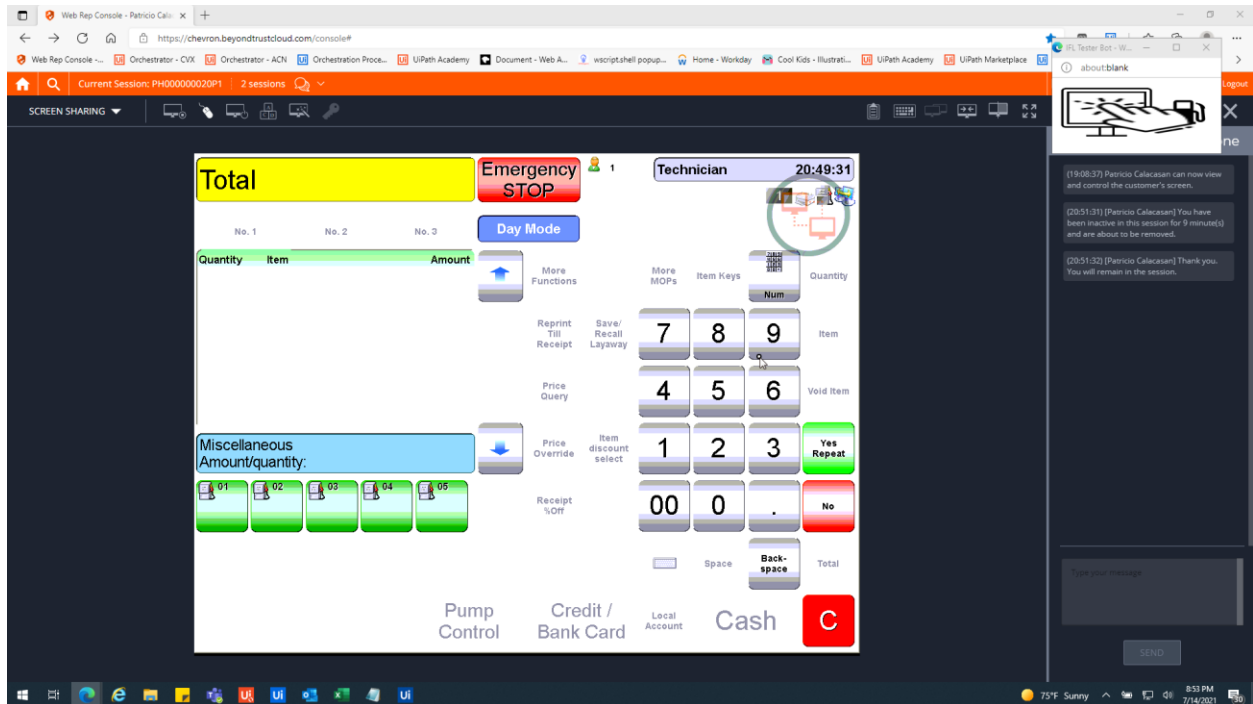 Web Rep Console - Patricio Cala
https://chevron.beyondtrustcloud.com/console#
Web Rep Console -...
Orchestrator - CVX
Orchestrator - ACN
Orchestration Proce...
UiPath Academy
Document - Web A...
wscript.shell popup...
Home - Workday
Cool Kids - Illustrati...
UiPath Academy
UiPath Marketplace
IFL Tester Bot - W...
about:blank
Current Session: PH000000020P1
2 sessions
Logout
SCREEN SHARING
ne
Total
Emergency
STOP
1
Technician 20:49:31
No. 1 No. 2 No. 3
Day Mode
Quantity Item Amount
More
Functions
More
MOPs
Item Keys
Num
Quantity
Reprint
Till
Receipt
Save/
Recall
Layaway
7 8 9
Item
Price
Query
4 5 6
Void Item
Miscellaneous
Amount/quantity:
Price
Override
Item
discount
select
1 2 3
Yes
Repeat
01 02 03 04 05
Receipt
%Off
00 0 .
No
Space
Back-
space
Total
Pump
Control
Credit /
Bank Card
Local
Account
Cash
C
(19:08:37) Patricio Calacasan can now view
and control the customer's screen.
(20:51:31) [Patricio Calacasan] You have
been inactive in this session for 9 minute(s)
and are about to be removed.
(20:51:32) [Patricio Calacasan] Thank you.
You will remain in the session.
Type your message
SEND
75°F Sunny
8:53 PM
7/14/2021